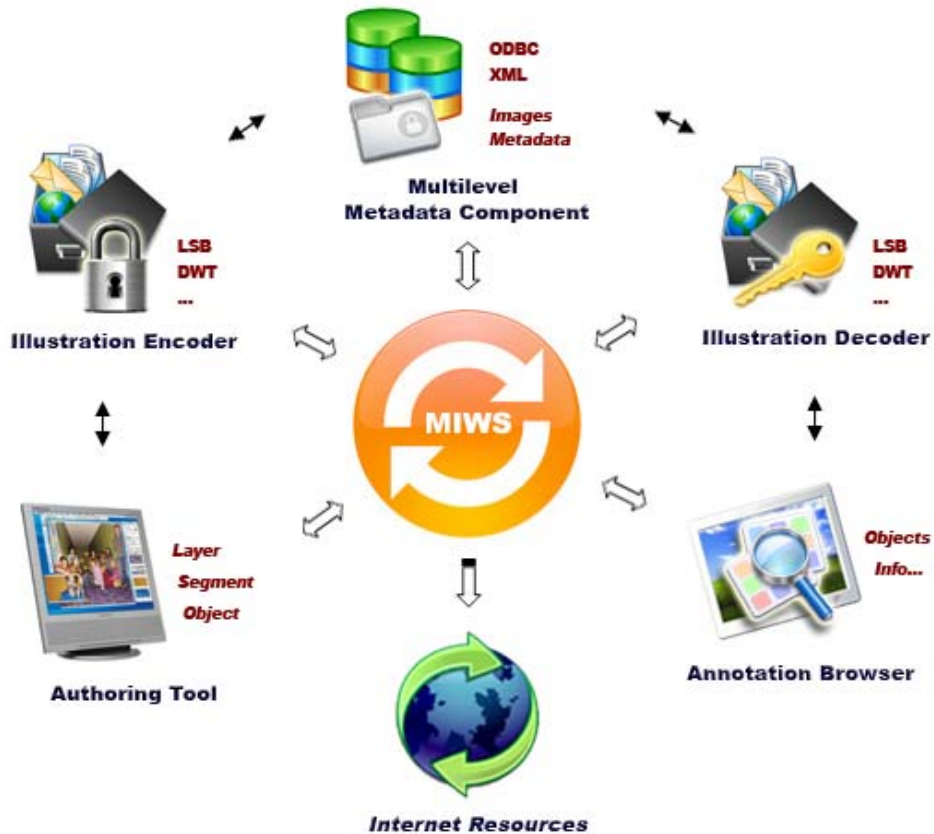 ODBC
XML
Images
Metadata
Multilevel
Metadata Component
LSB
DWT
...
Illustration Encoder
LSB
DWT
...
Illustration Decoder
MIWS
Layer
Segment
Object
Authoring Tool
Objects
Info...
Annotation Browser
Internet Resources